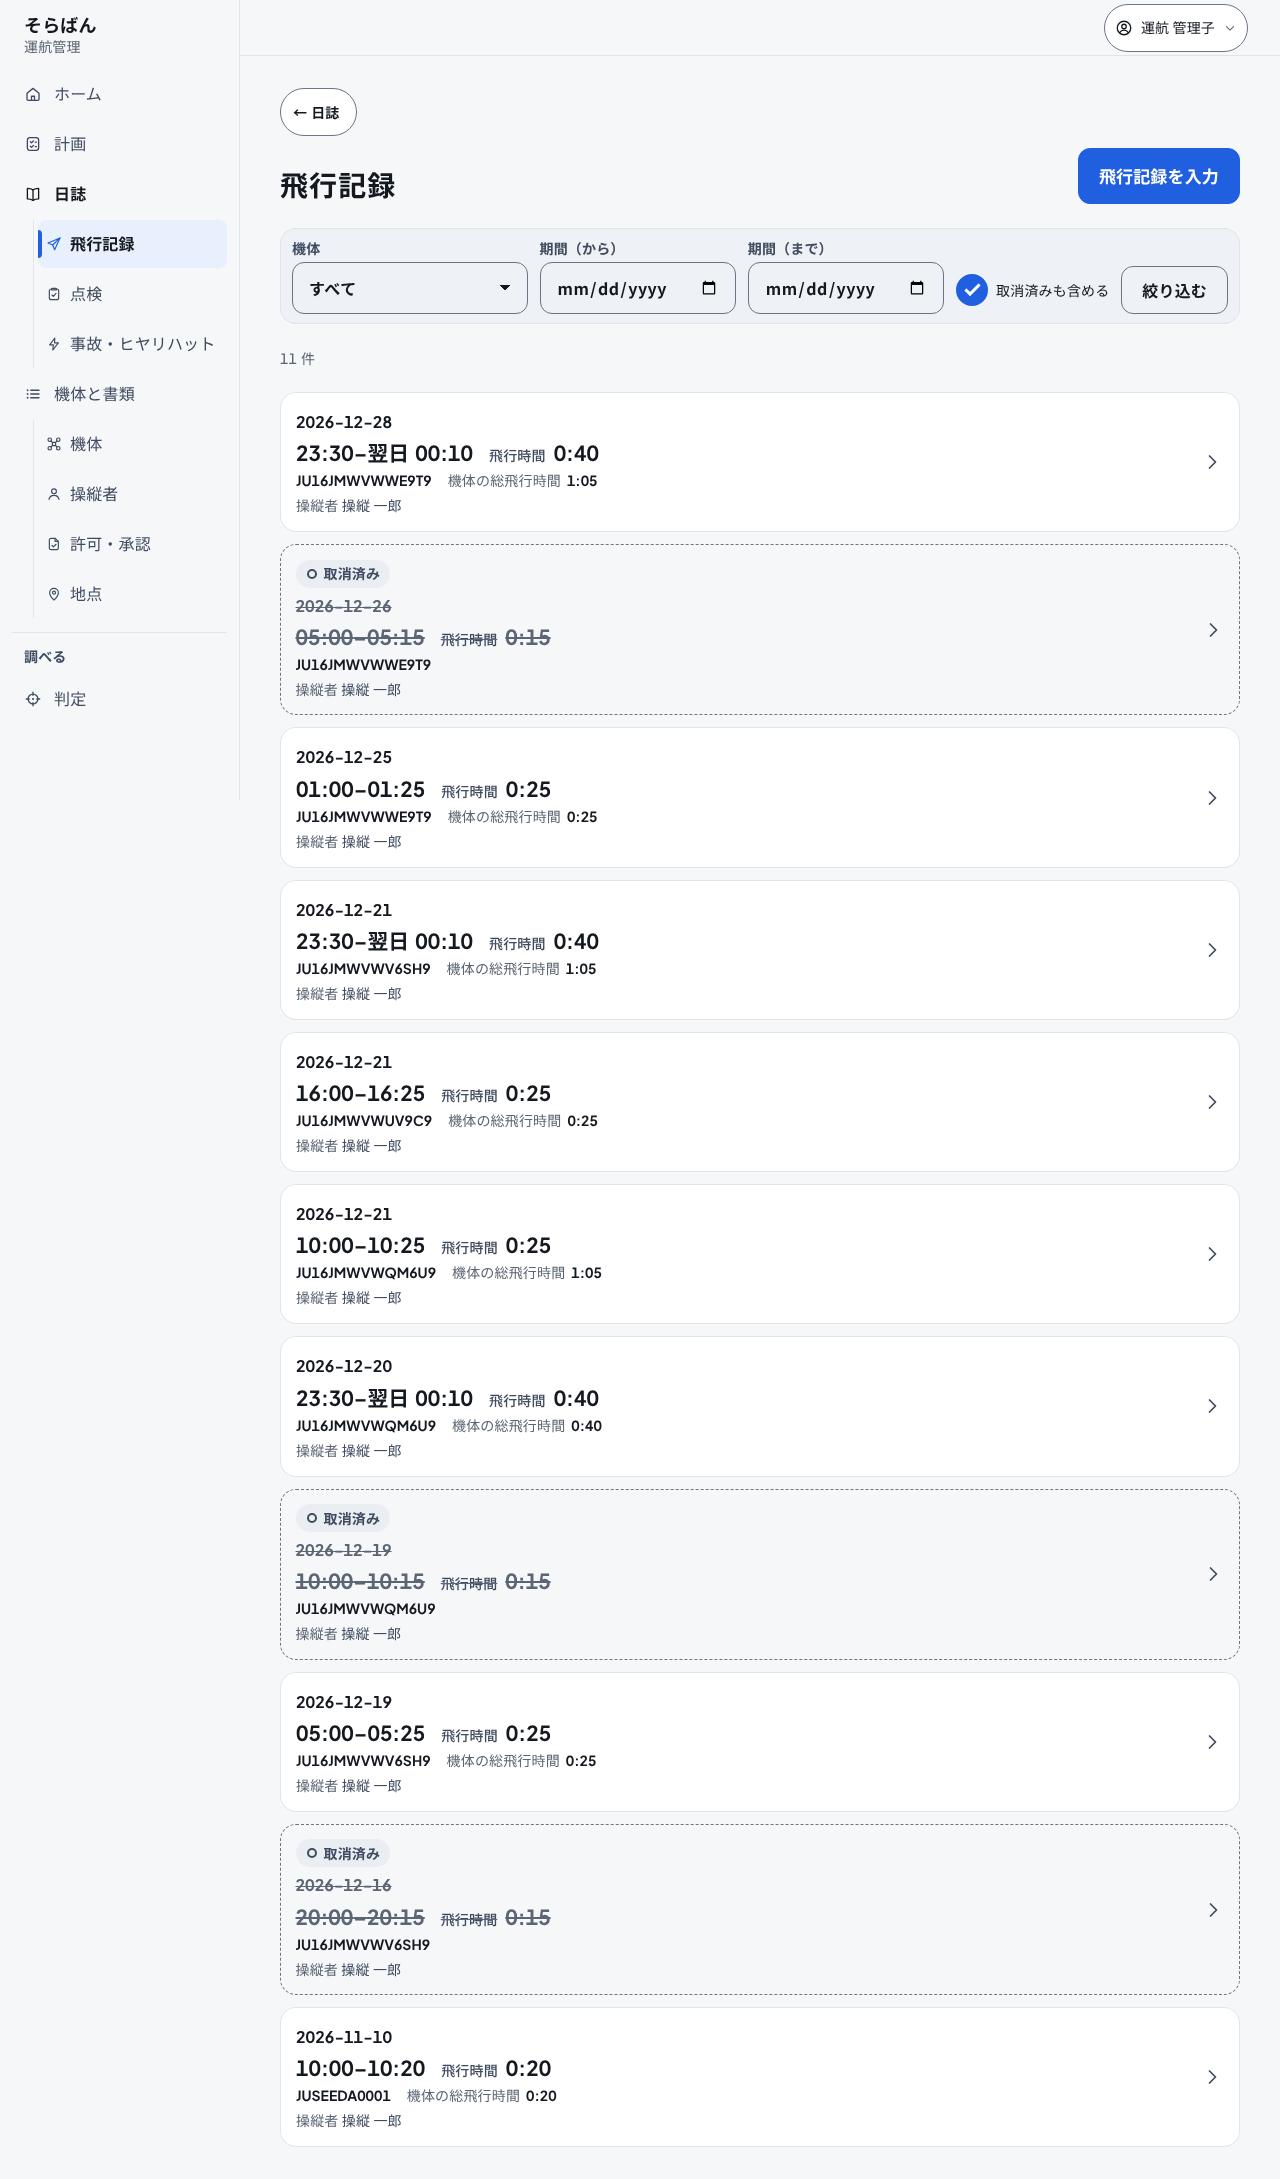 そらばん
運航管理
ホーム
計画
日誌
飛行記録
点検
事故・ヒヤリハット
機体と書類
機体
操縦者
許可・承認
地点
調べる
判定
運航 管理子
← 日誌
飛行記録
飛行記録を入力
機体
すべて
期間（から）
mm/dd/yyyy
期間（まで）
mm/dd/yyyy
取消済みも含める
絞り込む
11 件
2026-12-28
23:30–翌日 00:10 飛行時間 0:40
JU16JMWVWWE9T9 機体の総飛行時間 1:05
操縦者 操縦 一郎
取消済み
2026-12-26
05:00–05:15 飛行時間 0:15
JU16JMWVWWE9T9
操縦者 操縦 一郎
2026-12-25
01:00–01:25 飛行時間 0:25
JU16JMWVWWE9T9 機体の総飛行時間 0:25
操縦者 操縦 一郎
2026-12-21
23:30–翌日 00:10 飛行時間 0:40
JU16JMWVWV6SH9 機体の総飛行時間 1:05
操縦者 操縦 一郎
2026-12-21
16:00–16:25 飛行時間 0:25
JU16JMWVWUV9C9 機体の総飛行時間 0:25
操縦者 操縦 一郎
2026-12-21
10:00–10:25 飛行時間 0:25
JU16JMWVWQM6U9 機体の総飛行時間 1:05
操縦者 操縦 一郎
2026-12-20
23:30–翌日 00:10 飛行時間 0:40
JU16JMWVWQM6U9 機体の総飛行時間 0:40
操縦者 操縦 一郎
取消済み
2026-12-19
10:00–10:15 飛行時間 0:15
JU16JMWVWQM6U9
操縦者 操縦 一郎
2026-12-19
05:00–05:25 飛行時間 0:25
JU16JMWVWV6SH9 機体の総飛行時間 0:25
操縦者 操縦 一郎
取消済み
2026-12-16
20:00–20:15 飛行時間 0:15
JU16JMWVWV6SH9
操縦者 操縦 一郎
2026-11-10
10:00–10:20 飛行時間 0:20
JUSEEDA0001 機体の総飛行時間 0:20
操縦者 操縦 一郎